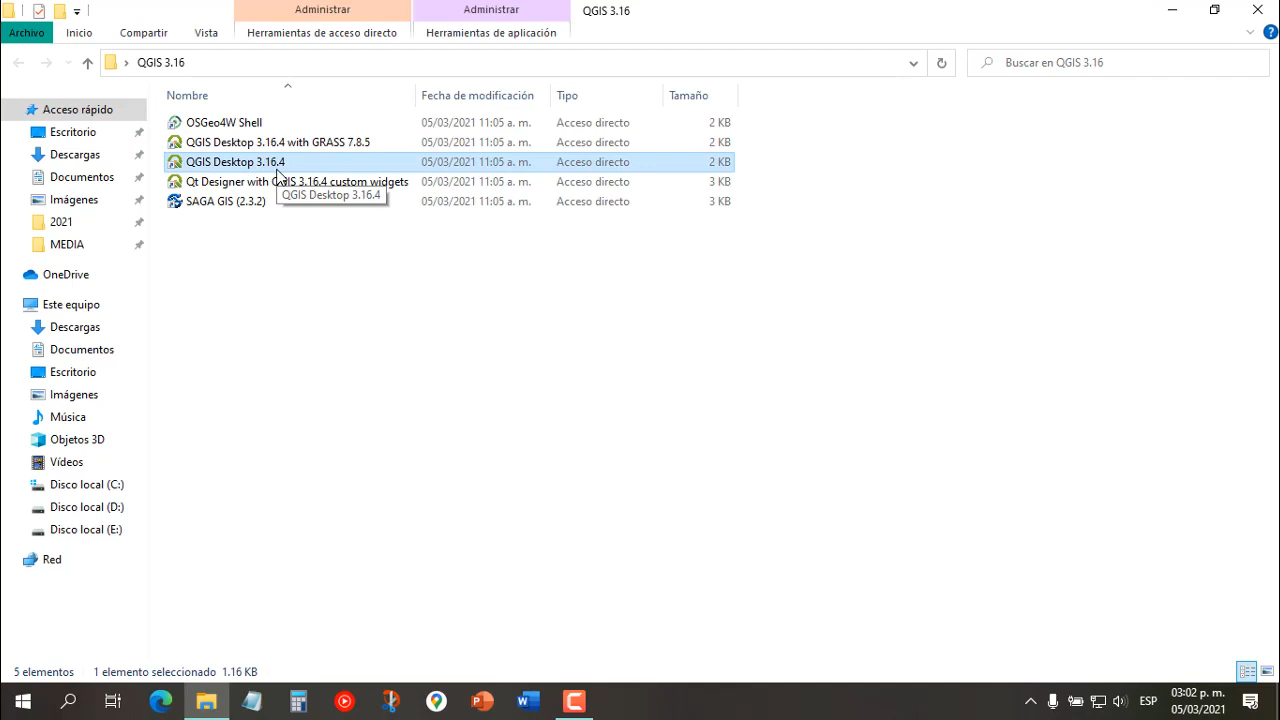 Administrar
Administrar
QGIS 3.16
Archivo
Inicio
Compartir
Vista
Herramientas de acceso directo
Herramientas de aplicación
QGIS 3.16
Buscar en QGIS 3.16
Nombre
Fecha de modificación
Tipo
Tamaño
OSGeo4W Shell 05/03/2021 11:05 a. m. Acceso directo 2 KB
QGIS Desktop 3.16.4 with GRASS 7.8.5 05/03/2021 11:05 a. m. Acceso directo 2 KB
QGIS Desktop 3.16.4 05/03/2021 11:05 a. m. Acceso directo 2 KB
Qt Designer with QGIS 3.16.4 custom widgets 05/03/2021 11:05 a. m. Acceso directo 3 KB
QGIS Desktop 3.16.4
SAGA GIS (2.3.2) 05/03/2021 11:05 a. m. Acceso directo 3 KB
Acceso rápido
Escritorio
Descargas
Documentos
Imágenes
2021
MEDIA
OneDrive
Este equipo
Descargas
Documentos
Escritorio
Imágenes
Música
Objetos 3D
Vídeos
Disco local (C:)
Disco local (D:)
Disco local (E:)
Red
5 elementos
1 elemento seleccionado 1.16 KB
ESP
03:02 p. m.
05/03/2021